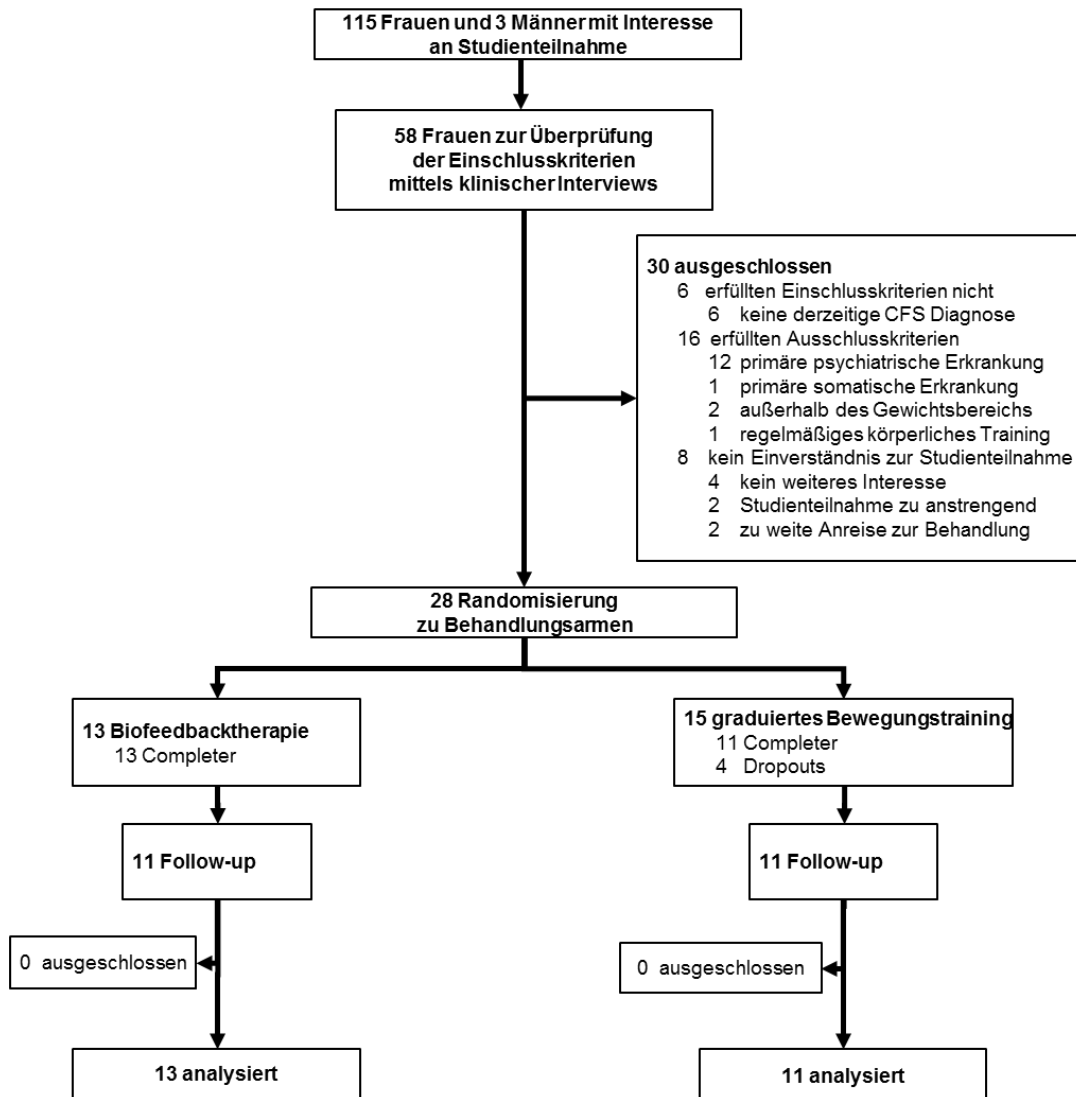 115 Frauen und 3 Männer mit Interesse
an Studienteilnahme
58 Frauen zur Überprüfung
der Einschlusskriterien
mittels klinischer Interviews
30 ausgeschlossen
6 erfüllten Einschlusskriterien nicht
6 keine derzeitige CFS Diagnose
16 erfüllten Ausschlusskriterien
12 primäre psychiatrische Erkrankung
1 primäre somatische Erkrankung
2 außerhalb des Gewichtsbereichs
1 regelmäßiges körperliches Training
8 kein Einverständnis zur Studienteilnahme
4 kein weiteres Interesse
2 Studienteilnahme zu anstrengend
2 zu weite Anreise zur Behandlung
28 Randomisierung
zu Behandlungsarmen
13 Biofeedbacktherapie
13 Completer
15 graduiertes Bewegungstraining
11 Completer
4 Dropouts
11 Follow-up
11 Follow-up
0 ausgeschlossen
0 ausgeschlossen
13 analysiert
11 analysiert